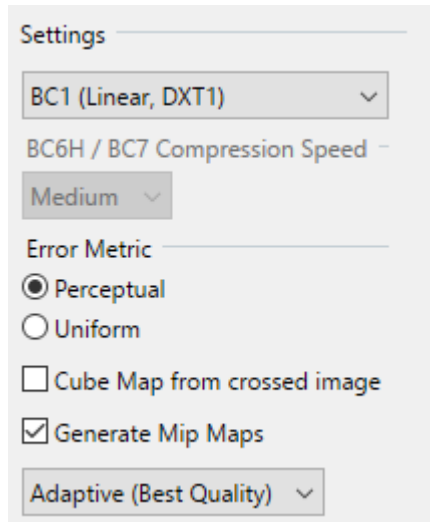 Settings
BC1 (Linear, DXT1)
BC6H / BC7 Compression Speed
Medium
Error Metric
Perceptual
Uniform
Cube Map from crossed image
Generate Mip Maps
Adaptive (Best Quality)